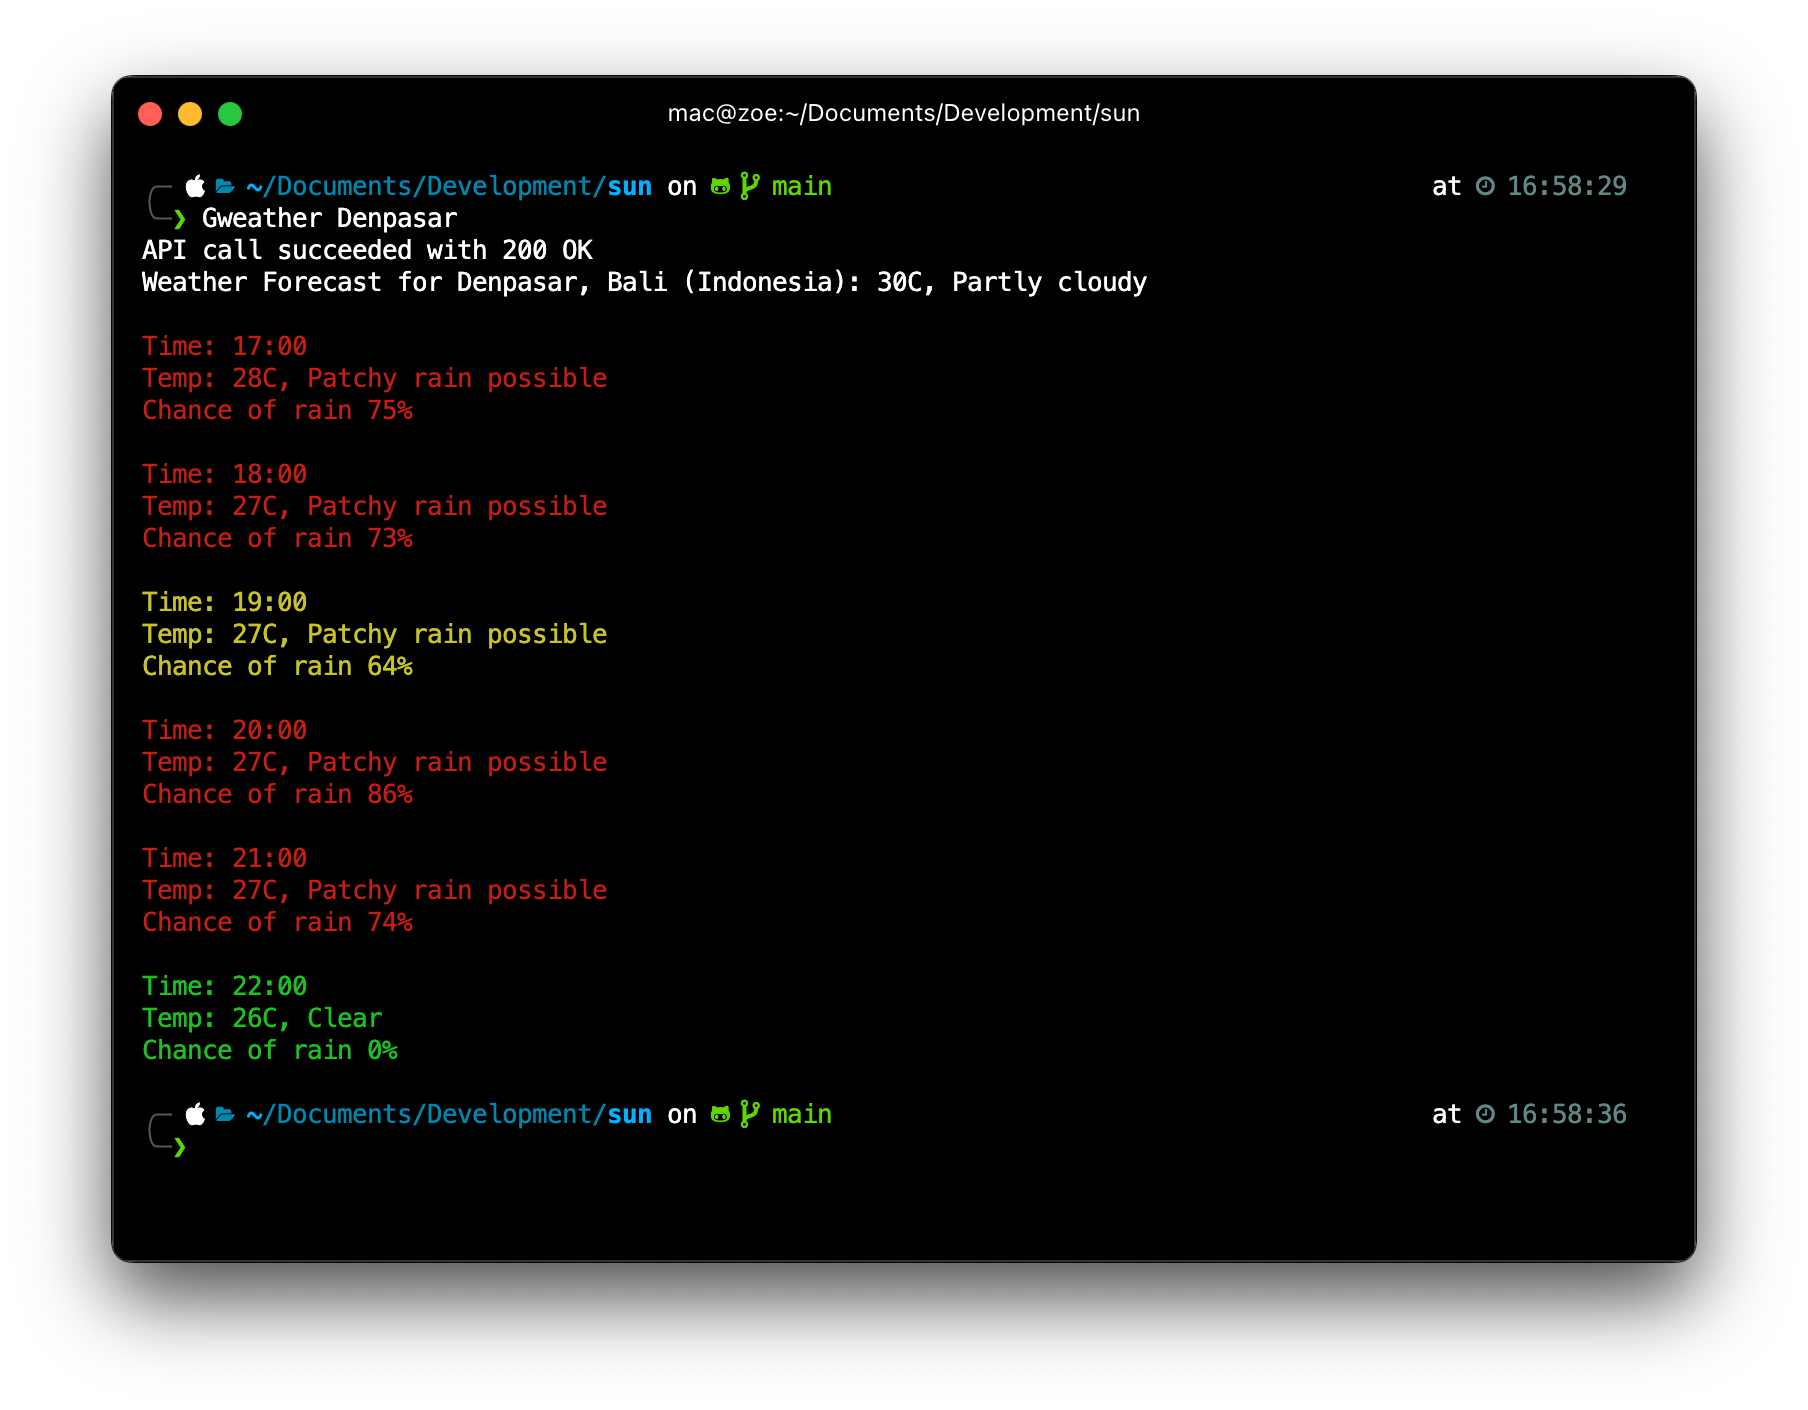 mac@zoe:~/Documents/Development/sun
~/Documents/Development/sun on main at 16:58:29
❯ Gweather Denpasar
API call succeeded with 200 OK
Weather Forecast for Denpasar, Bali (Indonesia): 30C, Partly cloudy
Time: 17:00
Temp: 28C, Patchy rain possible
Chance of rain 75%
Time: 18:00
Temp: 27C, Patchy rain possible
Chance of rain 73%
Time: 19:00
Temp: 27C, Patchy rain possible
Chance of rain 64%
Time: 20:00
Temp: 27C, Patchy rain possible
Chance of rain 86%
Time: 21:00
Temp: 27C, Patchy rain possible
Chance of rain 74%
Time: 22:00
Temp: 26C, Clear
Chance of rain 0%
~/Documents/Development/sun on main at 16:58:36
❯